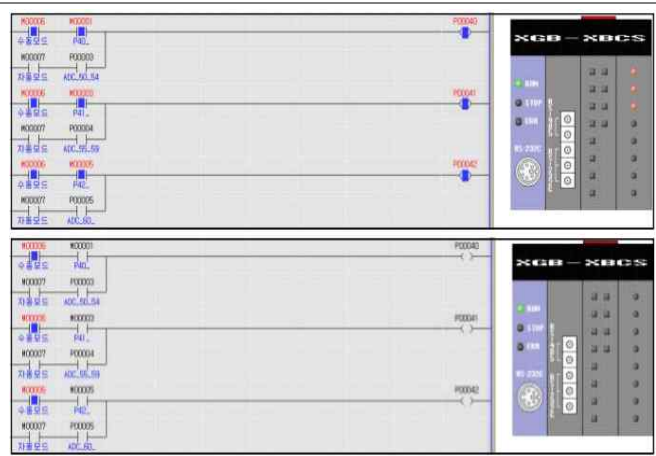 M00006 M00001 P00040
수동모드 P40_
M00007 P00003
자동모드 ADC_50_54
M00006 M00003 P00041
수동모드 P41_
M00007 P00004
자동모드 ADC_55_59
M00006 M00005 P00042
수동모드 P42_
M00007 P00005
자동모드 ADC_60_
XGB-XBCS
RUN
STOP
ERR
RS-232C
M00006 M00001 P00040
수동모드 P40_
M00007 P00003
자동모드 ADC_50_54
M00006 M00003 P00041
수동모드 P41_
M00007 P00004
자동모드 ADC_55_59
M00006 M00005 P00042
수동모드 P42_
M00007 P00005
자동모드 ADC_60_
XGB-XBCS
RUN
STOP
ERR
RS-232C